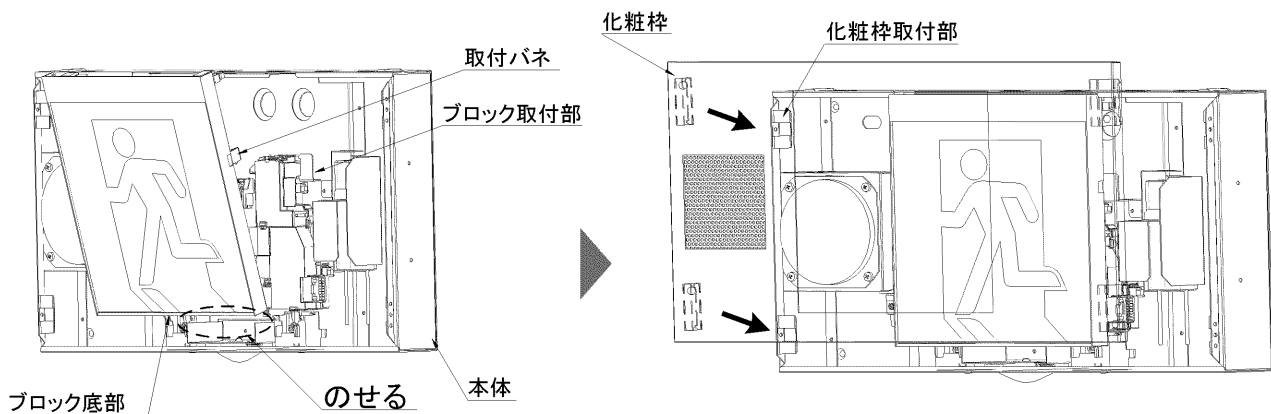 取付バネ
ブロック取付部
ブロック底部
のせる
本体
化粧枠
化粧枠取付部